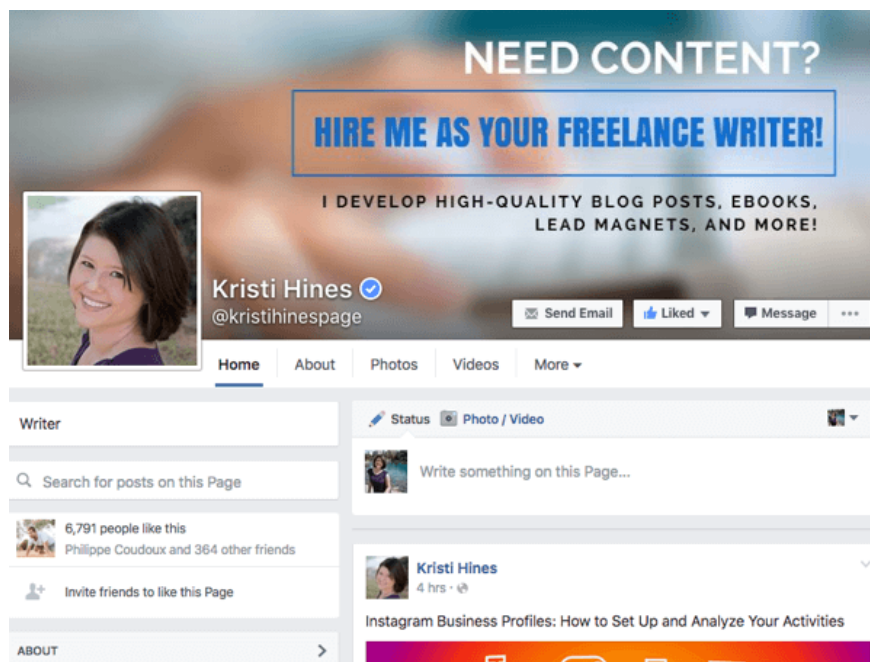 NEED CONTENT?
HIRE ME AS YOUR FREELANCE WRITER!
I DEVELOP HIGH-QUALITY BLOG POSTS, EBOOKS,
LEAD MAGNETS, AND MORE!
Kristi Hines
@kristihinespage
Send Email
Liked
Message
Home
About
Photos
Videos
More
Writer
Search for posts on this Page
6,791 people like this
Philippe Coudoux and 364 other friends
Invite friends to like this Page
ABOUT
Status
Photo / Video
Write something on this Page...
Kristi Hines
4 hrs ·
Instagram Business Profiles: How to Set Up and Analyze Your Activities